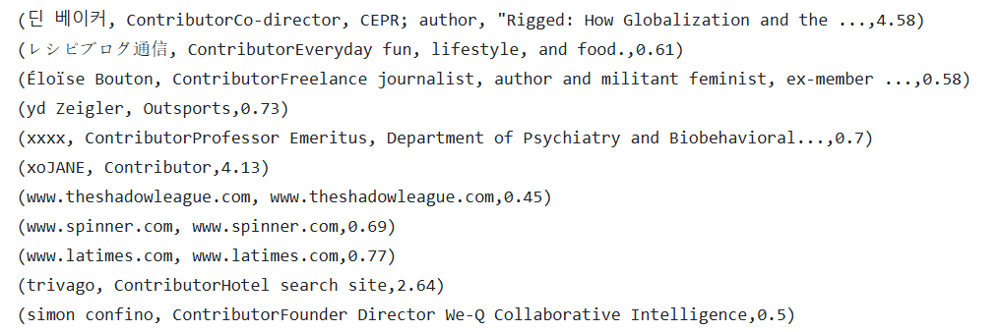 (딘 베이커, ContributorCo-director, CEPR; author, "Rigged: How Globalization and the ...,4.58)
(レシピブログ通信, ContributorEveryday fun, lifestyle, and food.,0.61)
(Éloïse Bouton, ContributorFreelance journalist, author and militant feminist, ex-member ...,0.58)
(yd Zeigler, Outsports,0.73)
(xxxx, ContributorProfessor Emeritus, Department of Psychiatry and Biobehavioral...,0.7)
(xoJANE, Contributor,4.13)
(www.theshadowleague.com, www.theshadowleague.com,0.45)
(www.spinner.com, www.spinner.com,0.69)
(www.latimes.com, www.latimes.com,0.77)
(trivago, ContributorHotel search site,2.64)
(simon confino, ContributorFounder Director We-Q Collaborative Intelligence,0.5)